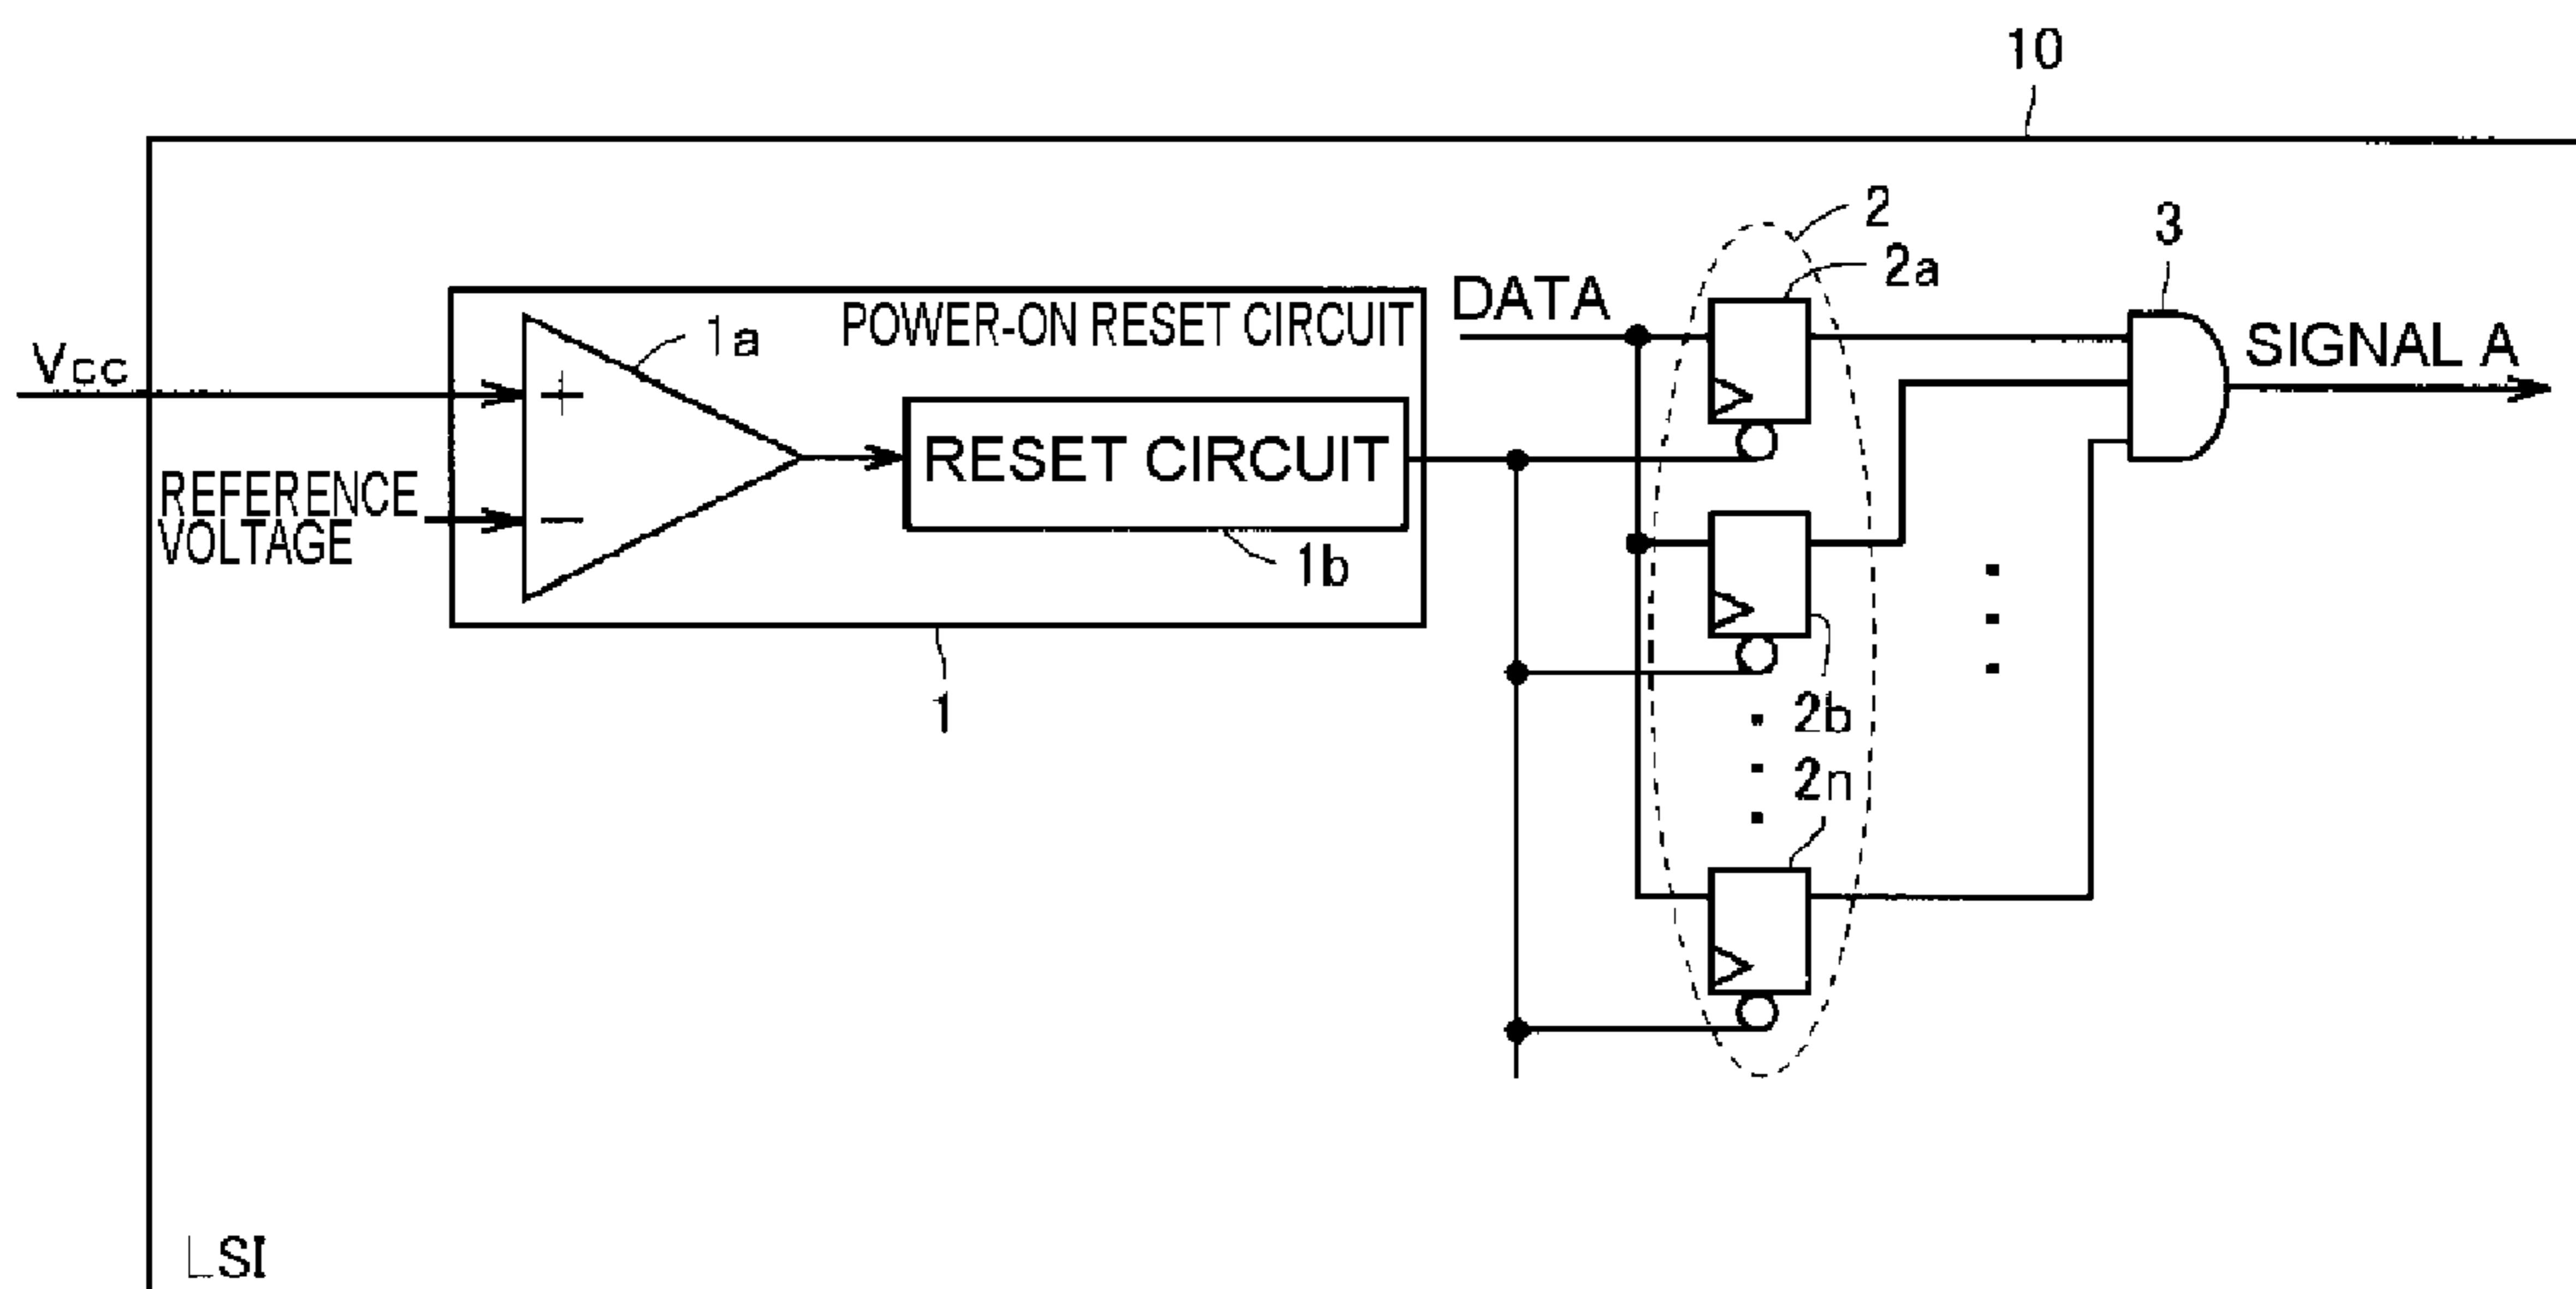 10
2
2a
3
DATA
POWER-ON RESET CIRCUIT
1a
SIGNAL A
Vcc
+
RESET CIRCUIT
REFERENCE
VOLTAGE
−
1b
1
2b
2n
LSI